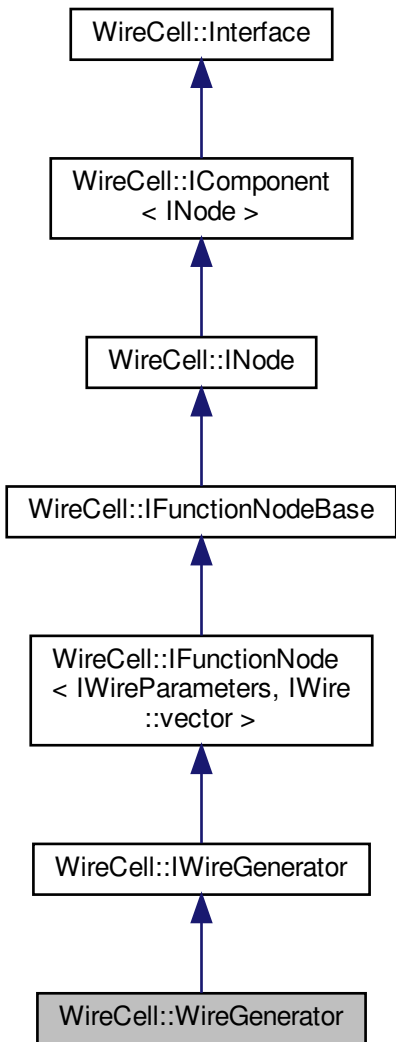 WireCell::Interface
WireCell::IComponent
< INode >
WireCell::INode
WireCell::IFunctionNodeBase
WireCell::IFunctionNode
< IWireParameters, IWire
::vector >
WireCell::IWireGenerator
WireCell::WireGenerator